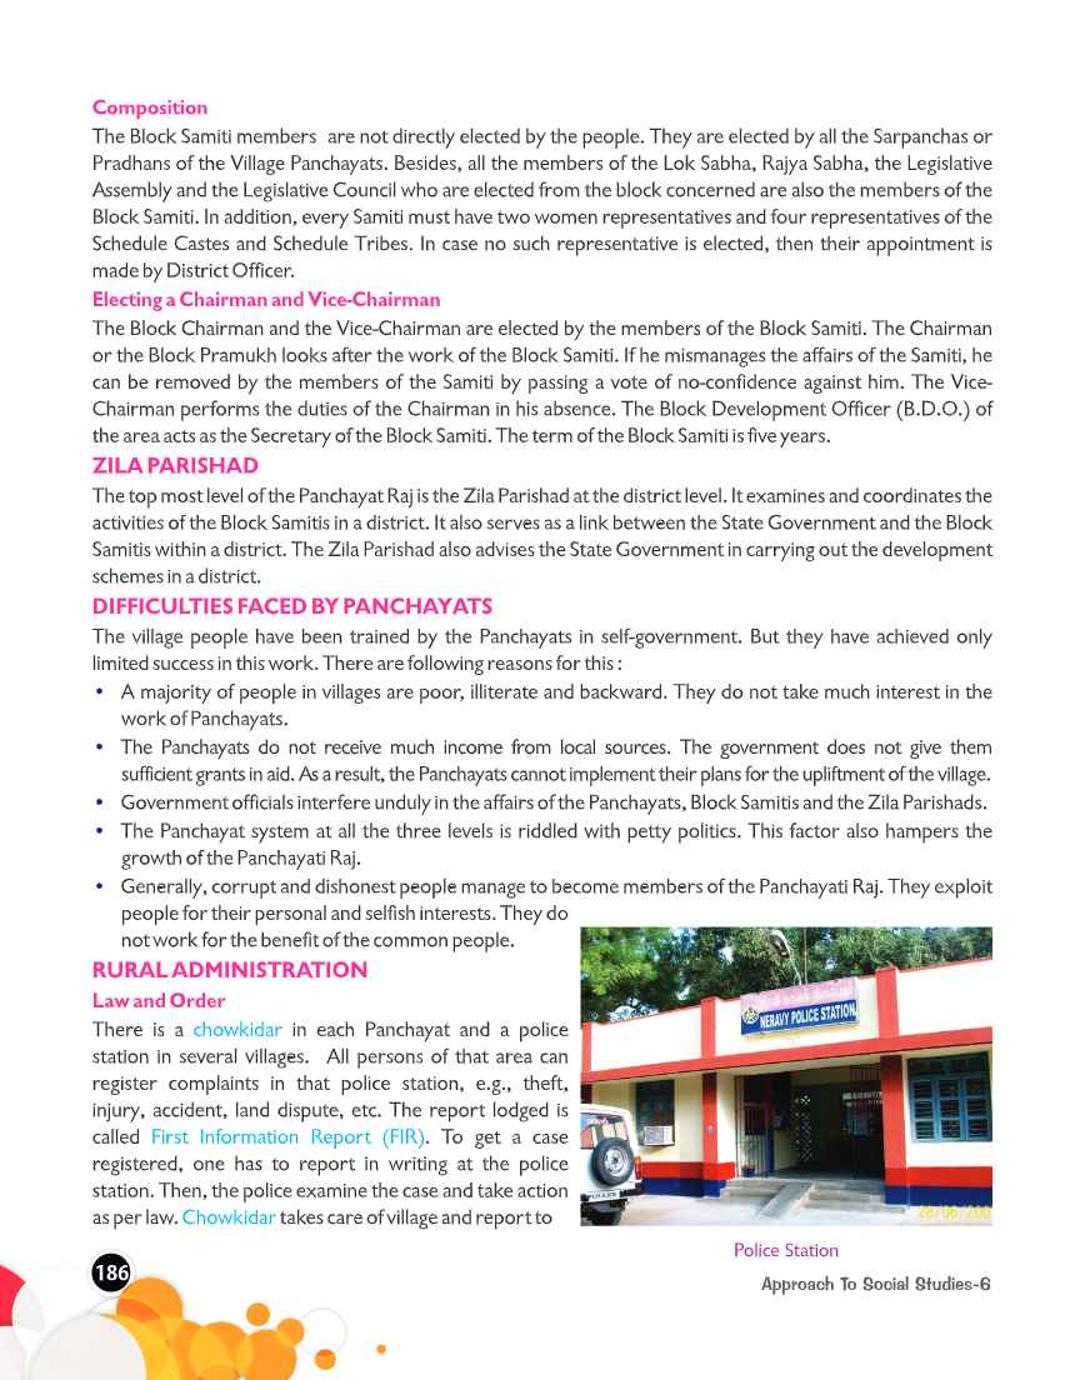 Composition
The Block Samiti members are not directly elected by the people. They are elected by all the Sarpanchas or
Pradhans of the Village Panchayats. Besides, all the members of the Lok Sabha, Rajya Sabha, the Legislative
Assembly and the Legislative Council who are elected from the block concerned are also the members of the
Block Samiti. In addition, every Samiti must have two women representatives and four representatives of the
Schedule Castes and Schedule Tribes. In case no such representative is elected, then their appointment is
made by District Officer.
Electing a Chairman and Vice-Chairman
The Block Chairman and the Vice-Chairman are elected by the members of the Block Samiti. The Chairman
or the Block Pramukh looks after the work of the Block Samiti. If he mismanages the affairs of the Samiti, he
can be removed by the members of the Samiti by passing a vote of no-confidence against him. The Vice-
Chairman performs the duties of the Chairman in his absence. The Block Development Officer (B.D.O.) of
the area acts as the Secretary of the Block Samiti. The term of the Block Samiti is five years.
ZILA PARISHAD
The top most level of the Panchayat Raj is the Zila Parishad at the district level. It examines and coordinates the
activities of the Block Samitis in a district. It also serves as a link between the State Government and the Block
Samitis within a district. The Zila Parishad also advises the State Government in carrying out the development
schemes in a district.
DIFFICULTIES FACED BY PANCHAYATS
The village people have been trained by the Panchayats in self-government. But they have achieved only
limited success in this work. There are following reasons for this :
• A majority of people in villages are poor, illiterate and backward. They do not take much interest in the
work of Panchayats.
• The Panchayats do not receive much income from local sources. The government does not give them
sufficient grants in aid. As a result, the Panchayats cannot implement their plans for the upliftment of the village.
• Government officials interfere unduly in the affairs of the Panchayats, Block Samitis and the Zila Parishads.
• The Panchayat system at all the three levels is riddled with petty politics. This factor also hampers the
growth of the Panchayati Raj.
• Generally, corrupt and dishonest people manage to become members of the Panchayati Raj. They exploit
people for their personal and selfish interests. They do
not work for the benefit of the common people.
RURAL ADMINISTRATION
Law and Order
There is a chowkidar in each Panchayat and a police
station in several villages. All persons of that area can
register complaints in that police station, e.g., theft,
injury, accident, land dispute, etc. The report lodged is
called First Information Report (FIR). To get a case
registered, one has to report in writing at the police
station. Then, the police examine the case and take action
as per law. Chowkidar takes care of village and report to
NERAVY POLICE STATION
Police Station
186
Approach To Social Studies-6